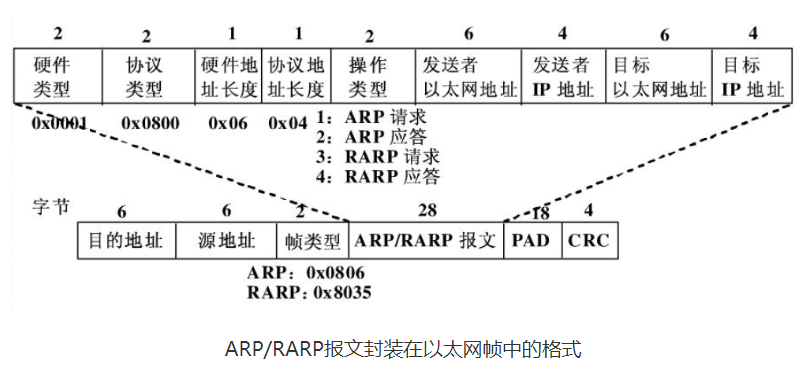 2 2 1 1 2 6 4 6 4
硬件类型 协议类型 硬件地址长度 协议地址长度 操作类型 发送者以太网地址 发送者IP 地址 目标以太网地址 目标IP 地址
0x0001 0x0800 0x06 0x04
1：ARP 请求
2：ARP 应答
3：RARP 请求
4：RARP 应答
字节 6 6 2 28 18 4
目的地址 源地址 帧类型 ARP/RARP 报文 PAD CRC
ARP：0x0806
RARP：0x8035
ARP/RARP报文封装在以太网帧中的格式